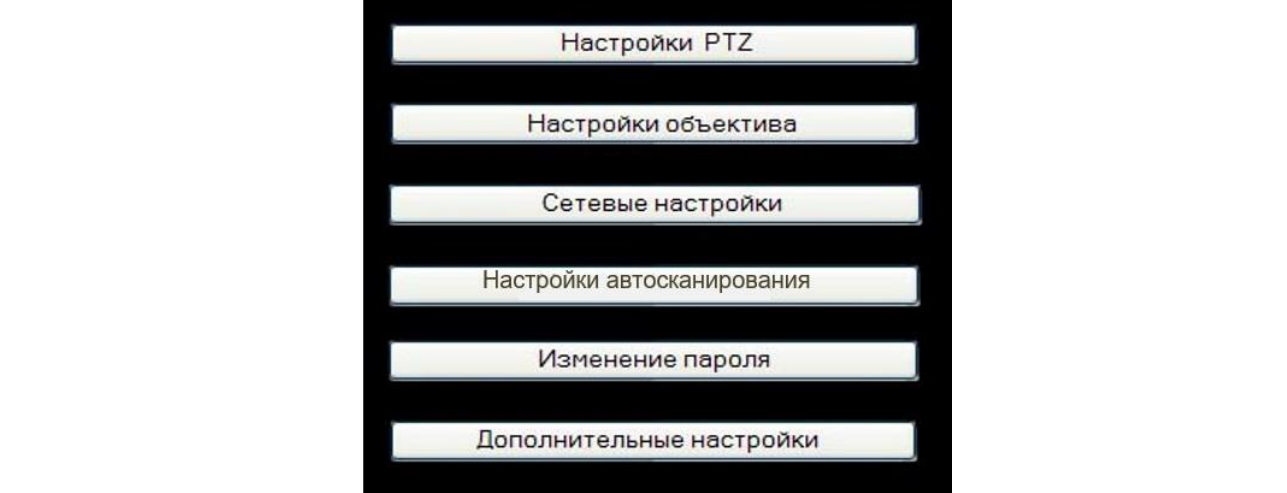 Настройки PTZ
Настройки объектива
Сетевые настройки
Настройки автосканирования
Изменение пароля
Дополнительные настройки